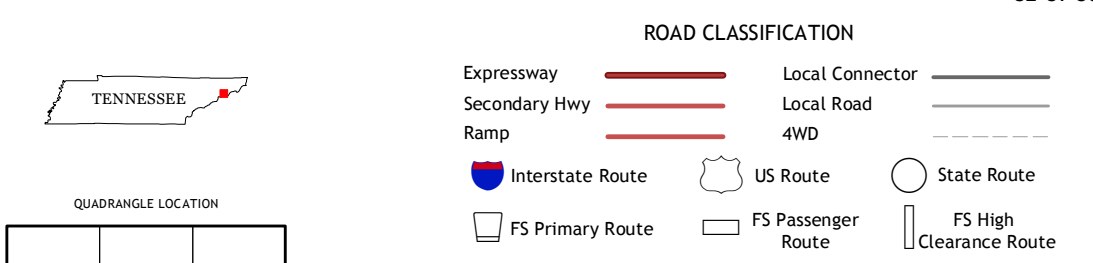 ROAD CLASSIFICATION
TENNESSEE
QUADRANGLE LOCATION
Expressway
Local Connector
Secondary Hwy
Local Road
Ramp
4WD
Interstate Route
US Route
State Route
FS Primary Route
FS Passenger
Route
FS High
Clearance Route